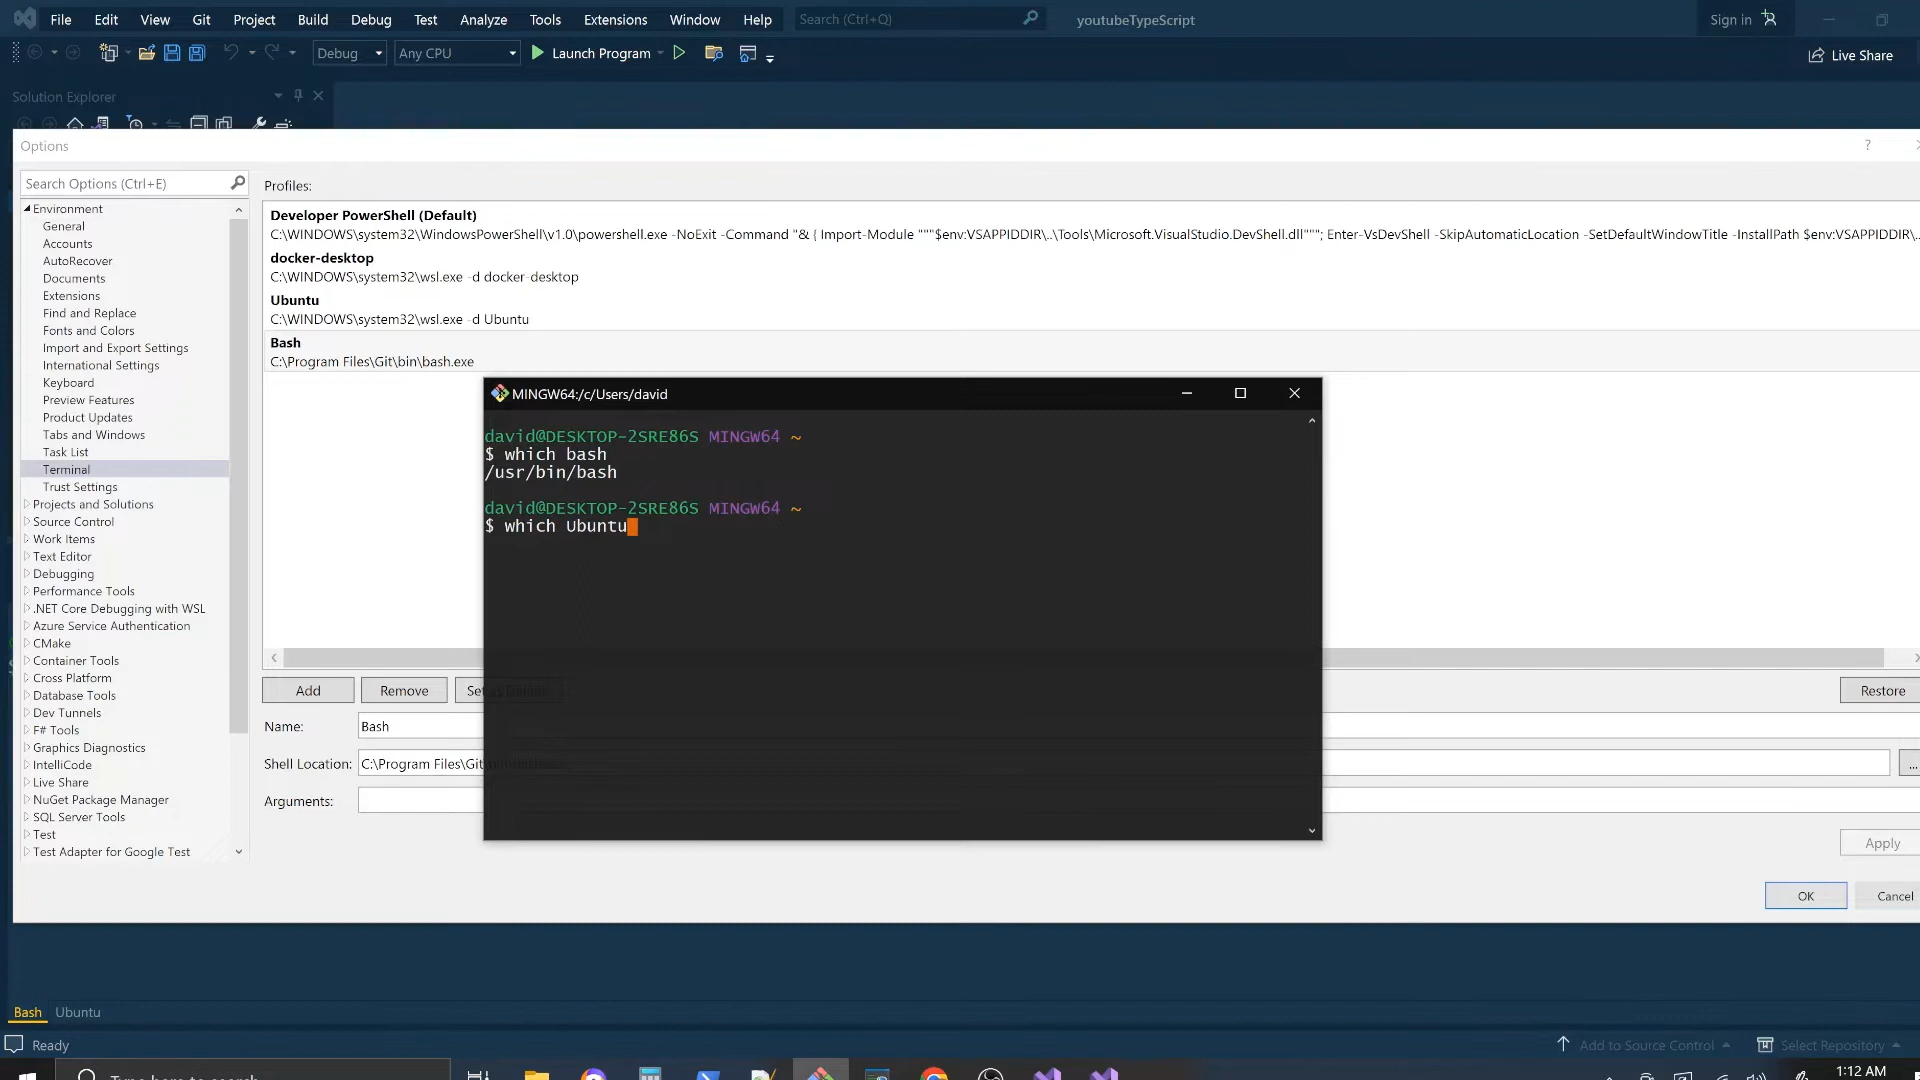 File Edit View Git Project Build Debug Test Analyze Tools Extensions Window Help Search (Ctrl+Q) youtubeTypeScript Sign in
Debug Any CPU Launch Program Live Share
Solution Explorer
Options ?
Search Options (Ctrl+E)
Environment
General
Accounts
AutoRecover
Documents
Extensions
Find and Replace
Fonts and Colors
Import and Export Settings
International Settings
Keyboard
Preview Features
Product Updates
Tabs and Windows
Task List
Terminal
Trust Settings
Projects and Solutions
Source Control
Work Items
Text Editor
Debugging
Performance Tools
.NET Core Debugging with WSL
Azure Service Authentication
CMake
Container Tools
Cross Platform
Database Tools
Dev Tunnels
F# Tools
Graphics Diagnostics
IntelliCode
Live Share
NuGet Package Manager
SQL Server Tools
Test
Test Adapter for Google Test
Profiles:
Developer PowerShell (Default)
C:\WINDOWS\system32\WindowsPowerShell\v1.0\powershell.exe -NoExit -Command "& { Import-Module """$env:VSAPPIDDIR\..\Tools\Microsoft.VisualStudio.DevShell.dll"""; Enter-VsDevShell -SkipAutomaticLocation -SetDefaultWindowTitle -InstallPath $env:VSAPPIDDIR\..
docker-desktop
C:\WINDOWS\system32\wsl.exe -d docker-desktop
Ubuntu
C:\WINDOWS\system32\wsl.exe -d Ubuntu
Bash
C:\Program Files\Git\bin\bash.exe
MINGW64:/c/Users/david
david@DESKTOP-2SRE86S MINGW64 ~
$ which bash
/usr/bin/bash
david@DESKTOP-2SRE86S MINGW64 ~
$ which Ubuntu
Add Remove Restore
Name: Bash
Shell Location: C:\Program Files\Git ...
Arguments:
Apply
OK Cancel
Bash Ubuntu
Ready Add to Source Control Select Repository
Type here to search 1:12 AM